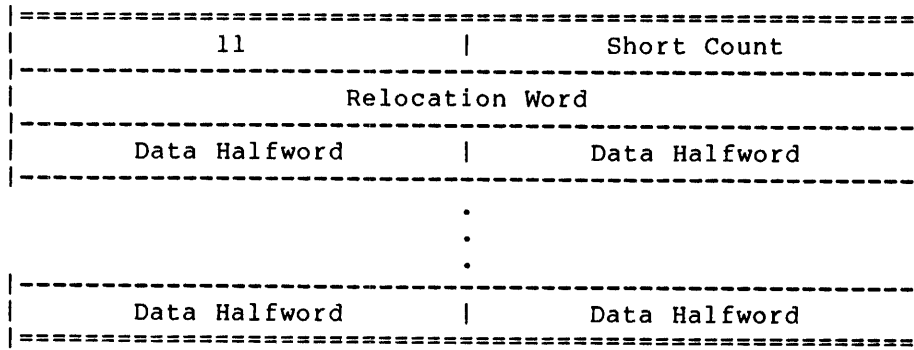 |==============================================
| 11 | Short Count
|----------------------------------------------
| Relocation Word
|----------------------------------------------
| Data Halfword | Data Halfword
|----------------------------------------------
.
.
.
|----------------------------------------------
| Data Halfword | Data Halfword
|==============================================